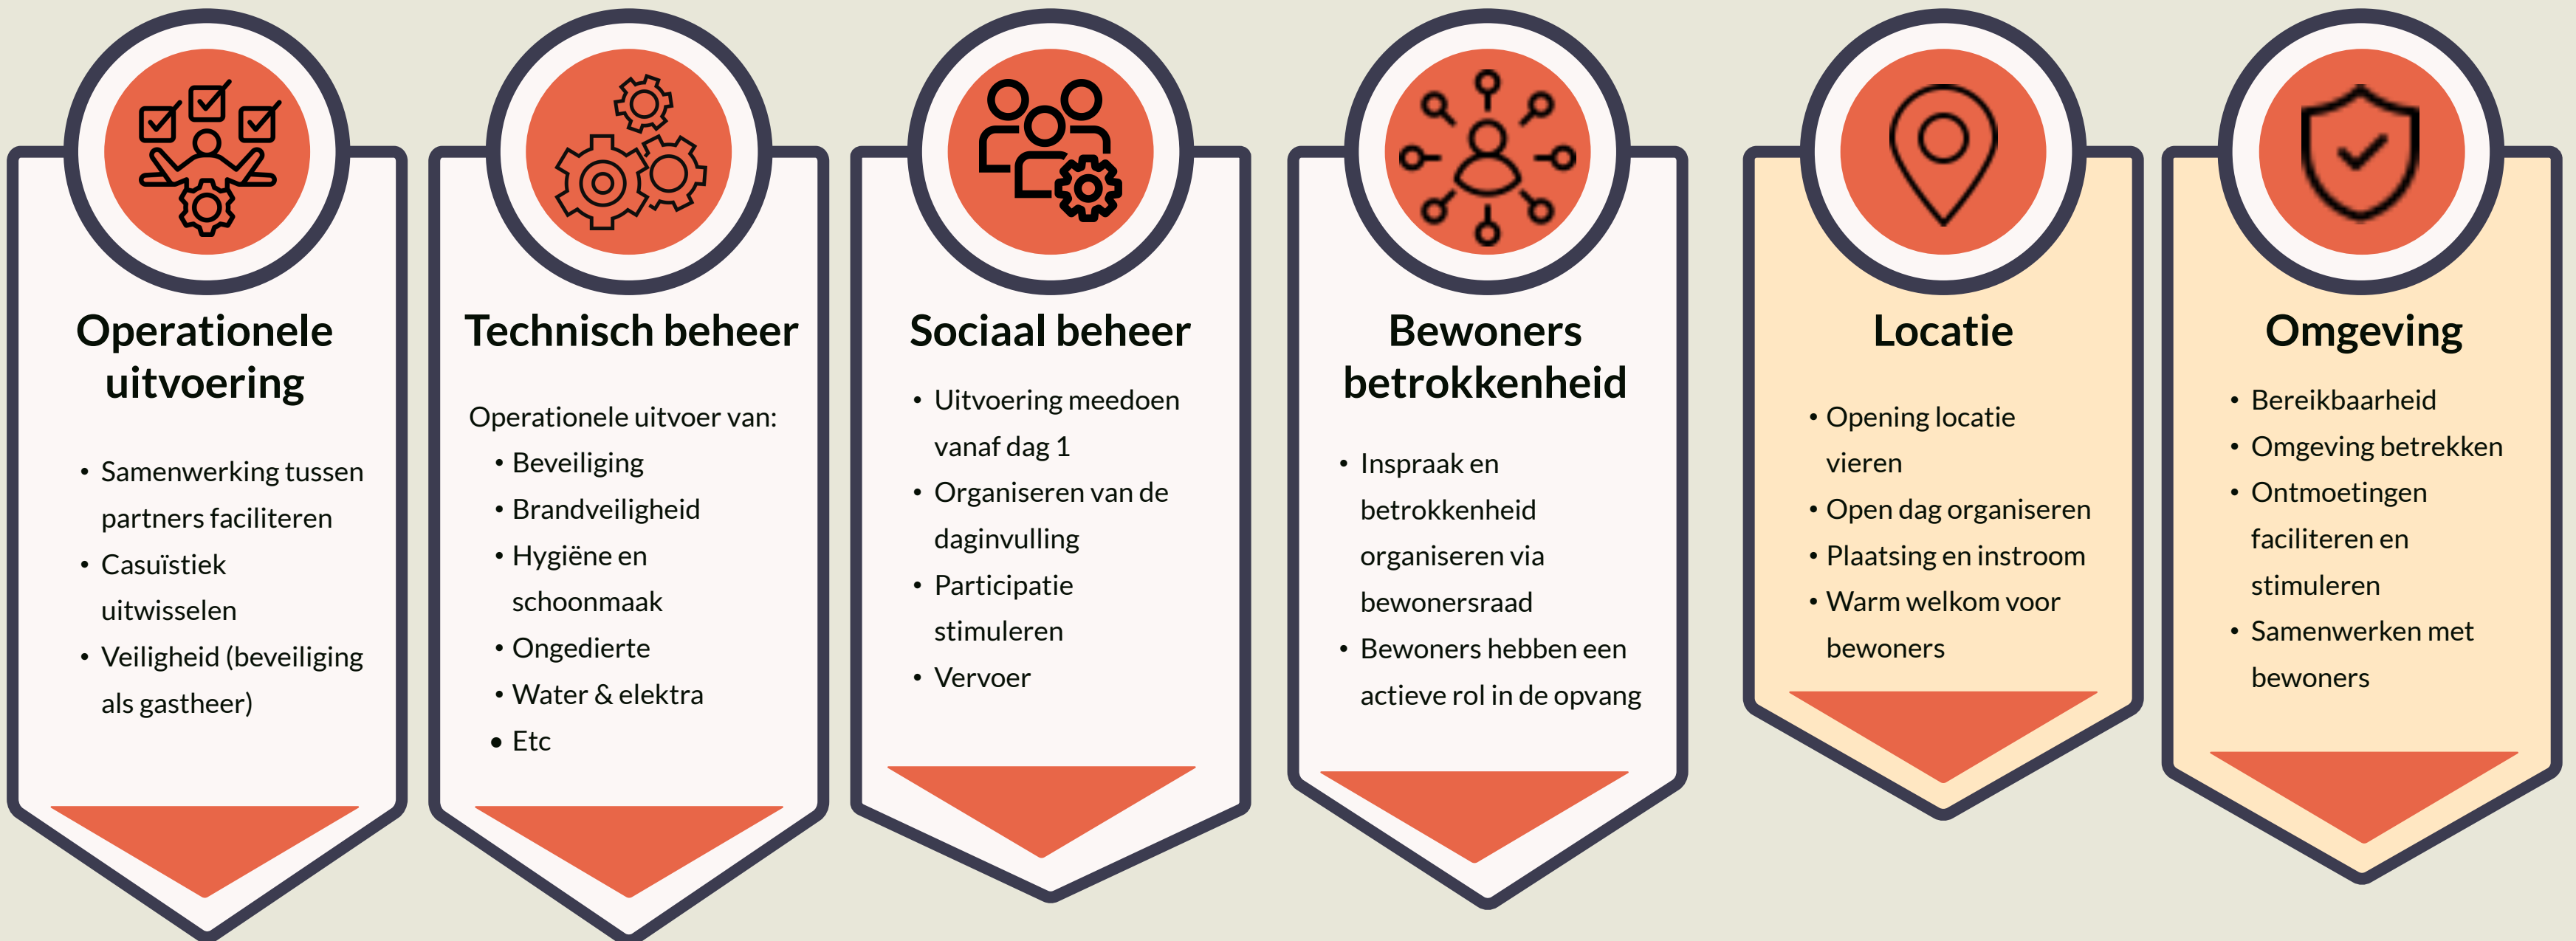 Operationele
uitvoering
• Samenwerking tussen
partners faciliteren
• Casuïstiek
uitwisselen
• Veiligheid (beveiliging
als gastheer)
Technisch beheer
Operationele uitvoer van:
• Beveiliging
• Brandveiligheid
• Hygiëne en
schoonmaak
• Ongedierte
• Water & elektra
• Etc
Sociaal beheer
• Uitvoering meedoen
vanaf dag 1
• Organiseren van de
daginvulling
• Participatie
stimuleren
• Vervoer
Bewoners
betrokkenheid
• Inspraak en
betrokkenheid
organiseren via
bewonersraad
• Bewoners hebben een
actieve rol in de opvang
Locatie
• Opening locatie
vieren
• Open dag organiseren
• Plaatsing en instroom
• Warm welkom voor
bewoners
Omgeving
• Bereikbaarheid
• Omgeving betrekken
• Ontmoetingen
faciliteren en
stimuleren
• Samenwerken met
bewoners